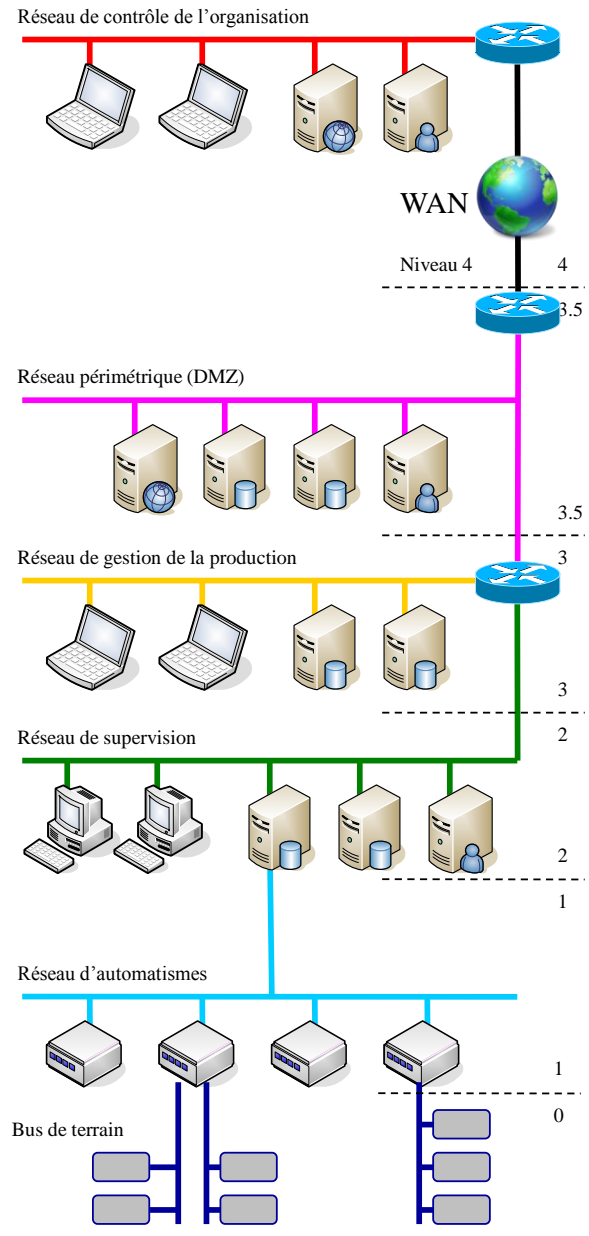 Réseau de contrôle de l’organisation
WAN
Niveau 4
4
3.5
Réseau périmétrique (DMZ)
3.5
Réseau de gestion de la production
3
3
Réseau de supervision
2
2
1
Réseau d’automatismes
1
Bus de terrain
0